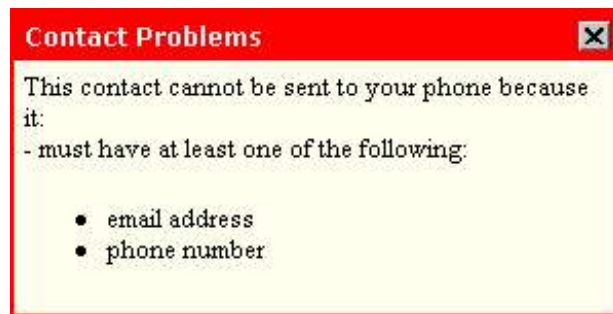 Contact Problems
This contact cannot be sent to your phone because
it:
- must have at least one of the following:
• email address
• phone number